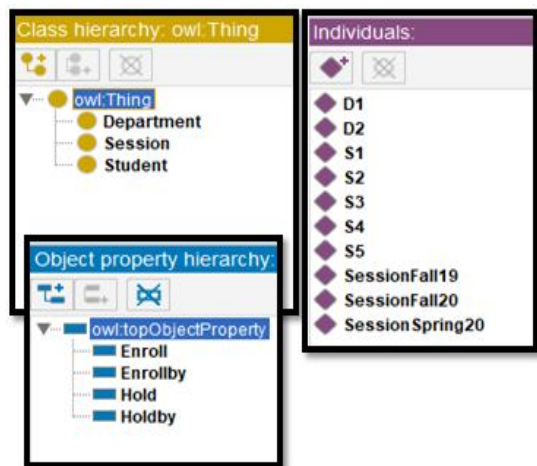 Class hierarchy: owl:Thing
owl:Thing
Department
Session
Student
Object property hierarchy:
owl:topObjectProperty
Enroll
Enrollby
Hold
Holdby
Individuals:
D1
D2
S1
S2
S3
S4
S5
SessionFall19
SessionFall20
SessionSpring20